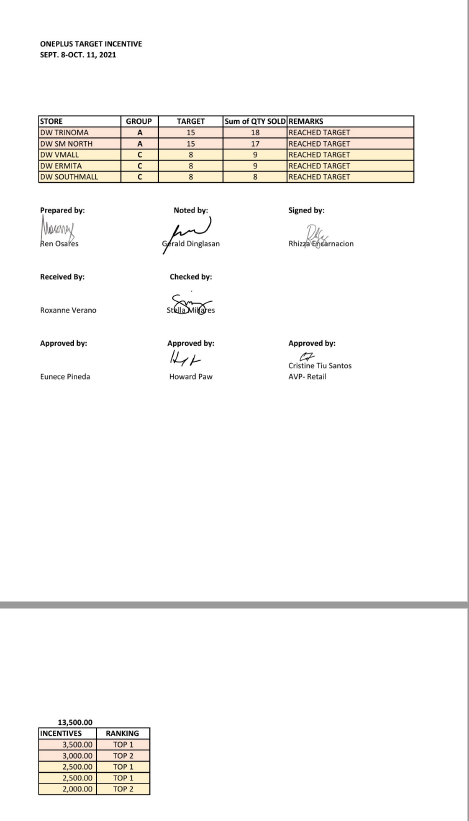 ONEPLUS TARGET INCENTIVE
SEPT. 8-OCT. 11, 2021
STORE GROUP TARGET Sum of QTY SOLD REMARKS
DW TRINOMA A 15 18 REACHED TARGET
DW SM NORTH A 15 17 REACHED TARGET
DW VMALL C 8 9 REACHED TARGET
DW ERMITA C 8 9 REACHED TARGET
DW SOUTHMALL C 8 8 REACHED TARGET
Prepared by: Noted by: Signed by:
Ren Osares Gerald Dinglasan Rhizza Encarnacion
Received By: Checked by:
Roxanne Verano Stella Millares
Approved by: Approved by: Approved by:
Cristine Tiu Santos
Eunece Pineda Howard Paw AVP- Retail
13,500.00
INCENTIVES RANKING
3,500.00 TOP 1
3,000.00 TOP 2
2,500.00 TOP 1
2,500.00 TOP 1
2,000.00 TOP 2